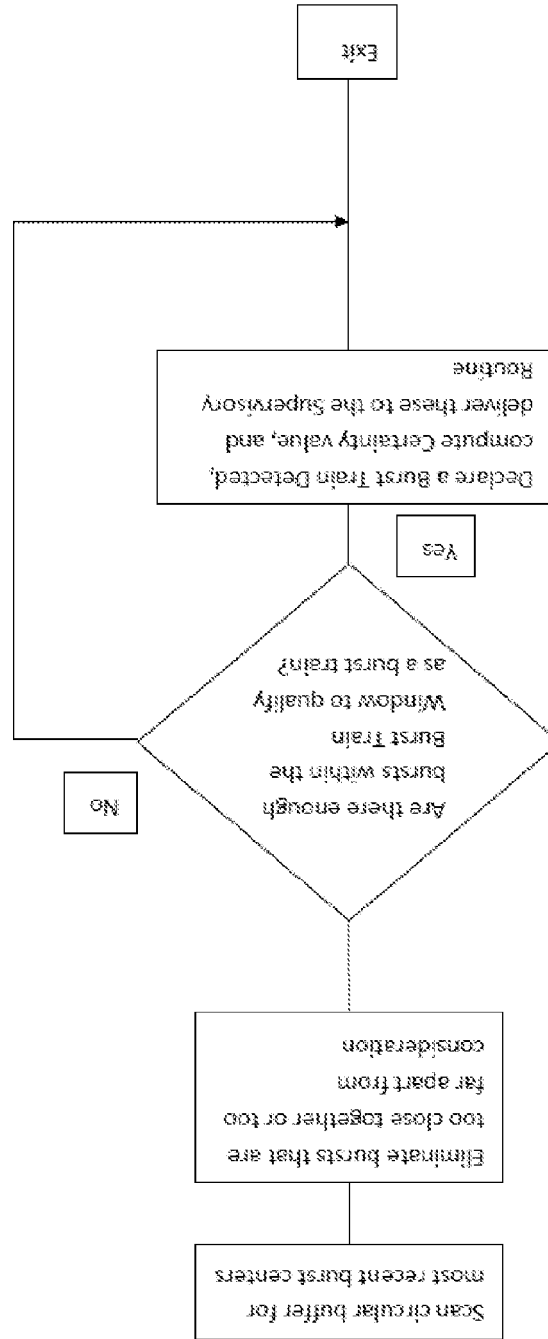 Scan circular buffer for
most recent burst centers
Eliminate bursts that are
too close together or too
far apart from
consideration
Are there enough
bursts within the
Burst Train
Window to qualify
as a burst train?
No
Yes
Declare a Burst Train Detected,
compute Certainty value, and
deliver these to the Supervisory
Routine
Exit